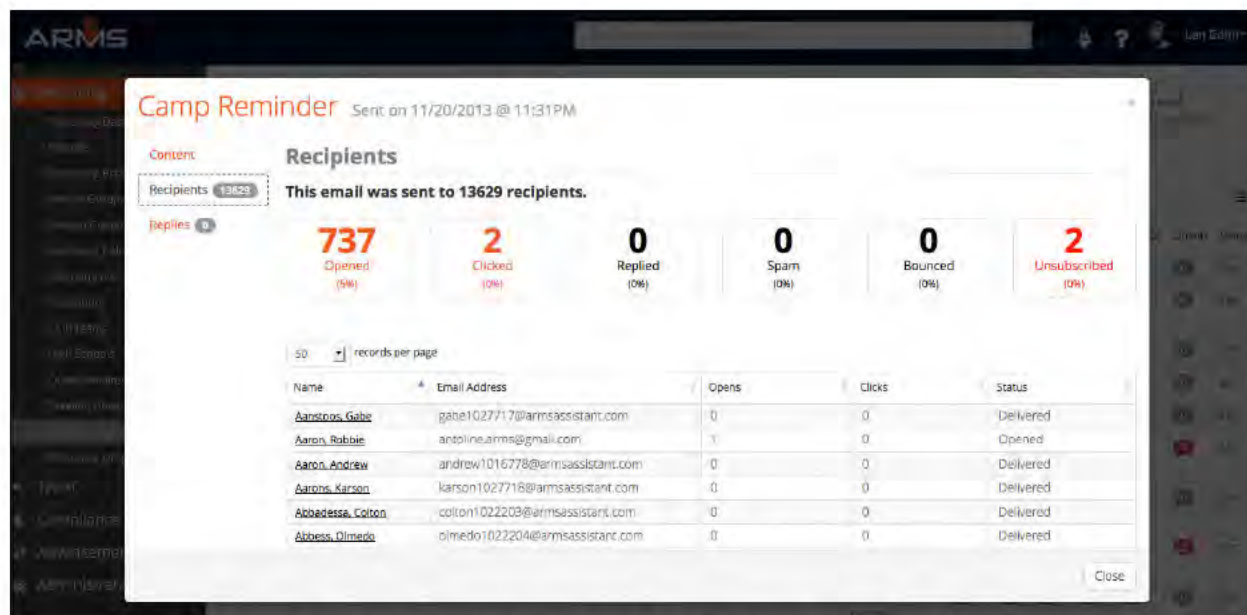 ARMS
Camp Reminder Sent on 11/20/2013 @ 11:31PM
Content
Recipients 13629
Replies 0
Recipients
This email was sent to 13629 recipients.
737 2 0 0 0 2
Opened Clicked Replied Spam Bounced Unsubscribed
(5%) (0%) (0%) (0%) (0%) (0%)
50 records per page
Name Email Address Opens Clicks Status
Aanstoos, Gabe gabe1027717@armsassistant.com 0 0 Delivered
Aaron, Robbie antoline.arms@gmail.com 1 0 Opened
Aaron, Andrew andrew1016778@armsassistant.com 0 0 Delivered
Aarons, Karson karson1027718@armsassistant.com 0 0 Delivered
Abbadessa, Colton colton1022203@armsassistant.com 0 0 Delivered
Abbess, Olmedo olmedo1022204@armsassistant.com 0 0 Delivered
Close
Compliance